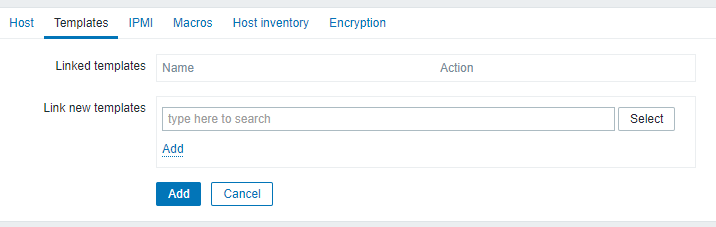 Host Templates IPMI Macros Host inventory Encryption
Linked templates Name Action
Link new templates
type here to search Select
Add
Add Cancel